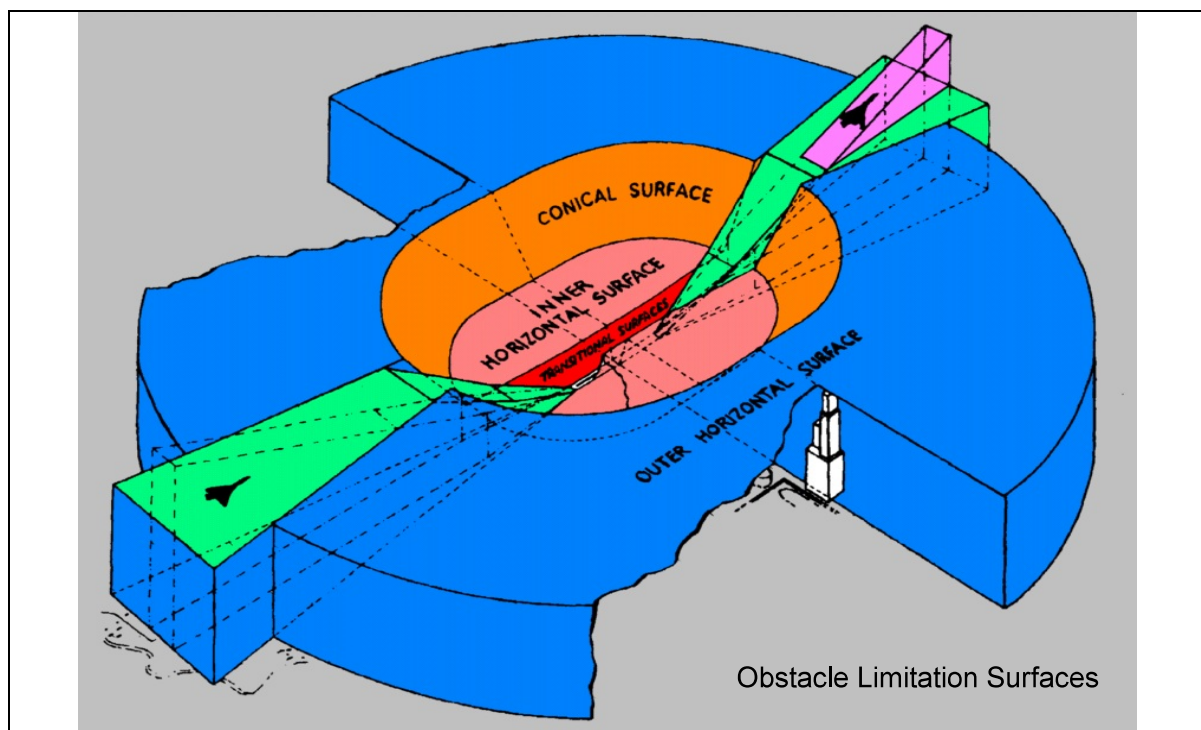 CONICAL SURFACE
INNER
HORIZONTAL SURFACE
TRANSITIONAL SURFACES
OUTER HORIZONTAL SURFACE
Obstacle Limitation Surfaces